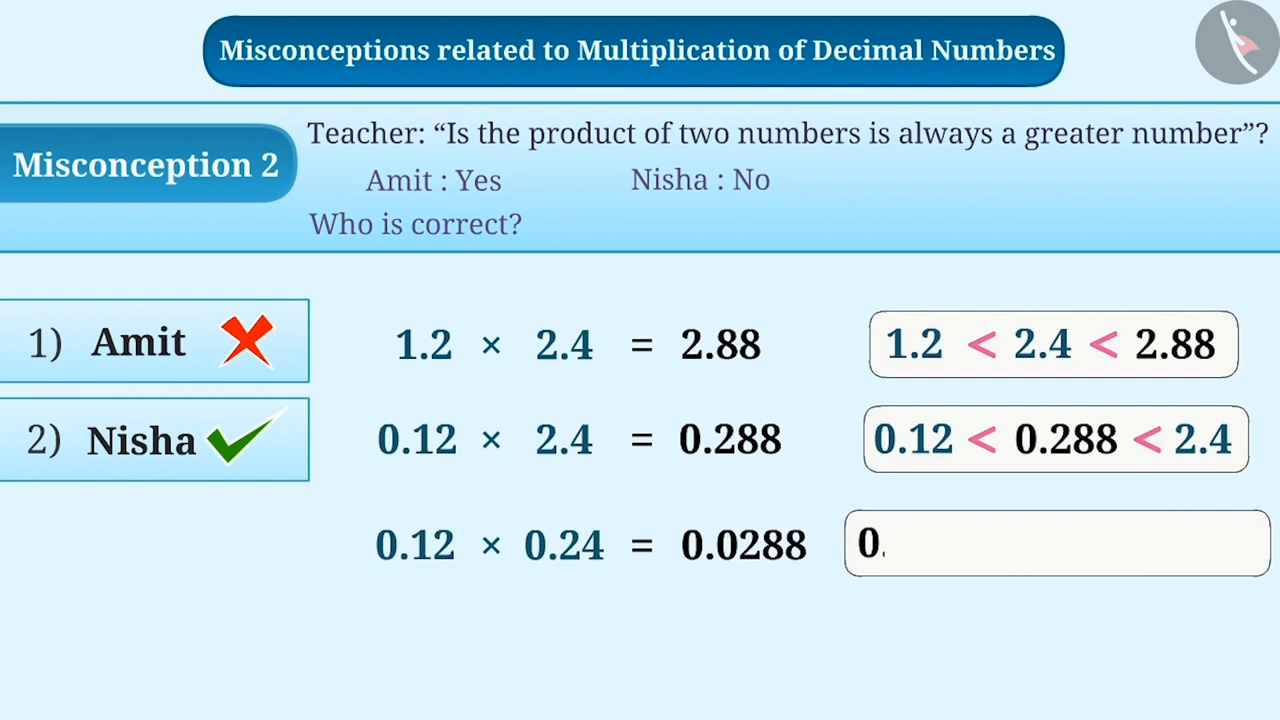 Misconceptions related to Multiplication of Decimal Numbers
Misconception 2
Teacher: “Is the product of two numbers is always a greater number”?
Amit : Yes Nisha : No
Who is correct?
1) Amit 1.2 × 2.4 = 2.88 1.2 < 2.4 < 2.88
2) Nisha 0.12 × 2.4 = 0.288 0.12 < 0.288 < 2.4
0.12 × 0.24 = 0.0288 0.